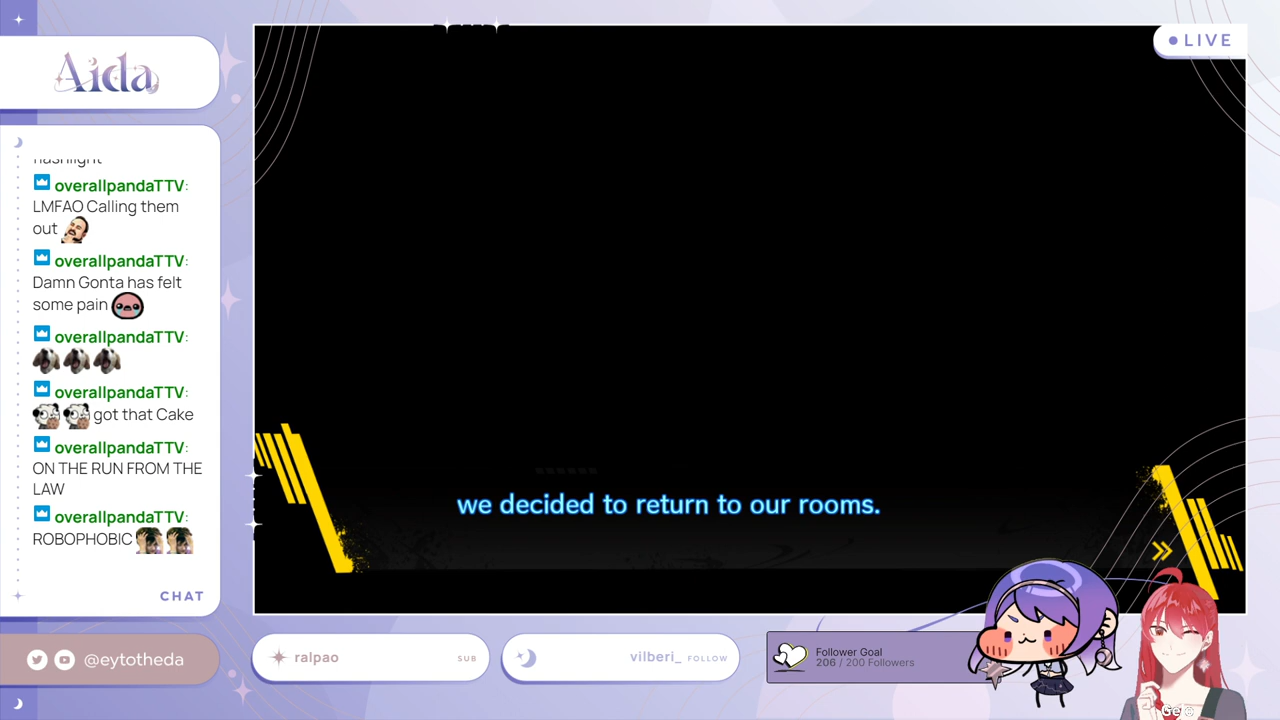 Aida
LIVE
flashlight
overallpandaTTV:
LMFAO Calling them
out
overallpandaTTV:
Damn Gonta has felt
some pain
overallpandaTTV:
overallpandaTTV:
got that Cake
overallpandaTTV:
ON THE RUN FROM THE
LAW
overallpandaTTV:
ROBOPHOBIC
CHAT
we decided to return to our rooms.
@eytotheda
ralpao
SUB
vilberi_ FOLLOW
Follower Goal
206 / 200 Followers